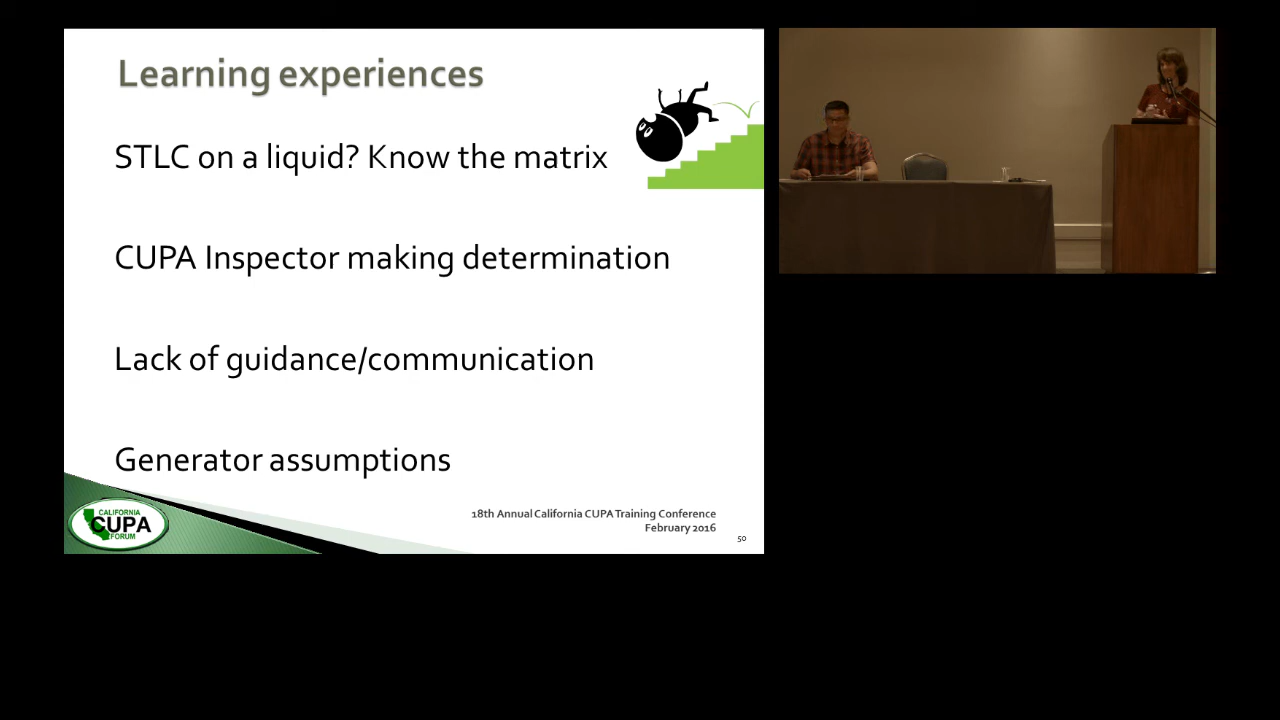 Learning experiences
STLC on a liquid? Know the matrix
CUPA Inspector making determination
Lack of guidance/communication
Generator assumptions
CALIFORNIA
CUPA
FORUM
18th Annual California CUPA Training Conference
February 2016
50